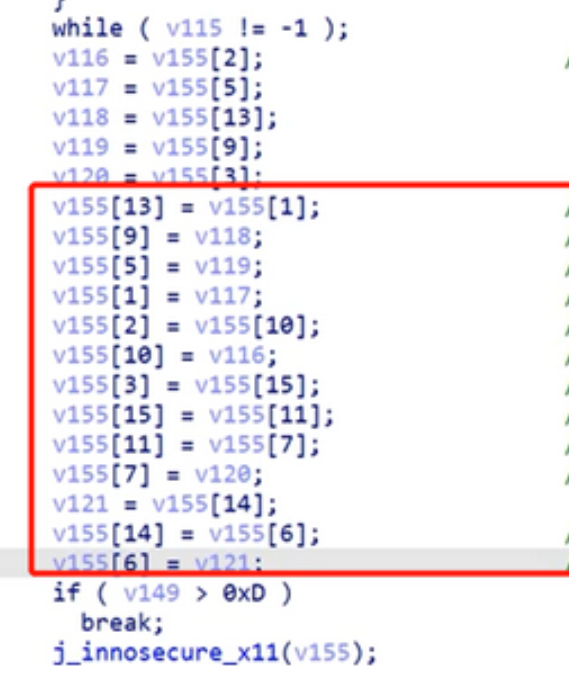 }
while ( v115 != -1 );
v116 = v155[2];
v117 = v155[5];
v118 = v155[13];
v119 = v155[9];
v120 = v155[3];
v155[13] = v155[1];
v155[9] = v118;
v155[5] = v119;
v155[1] = v117;
v155[2] = v155[10];
v155[10] = v116;
v155[3] = v155[15];
v155[15] = v155[11];
v155[11] = v155[7];
v155[7] = v120;
v121 = v155[14];
v155[14] = v155[6];
v155[6] = v121;
if ( v149 > 0xD )
break;
j_innosecure_x11(v155);